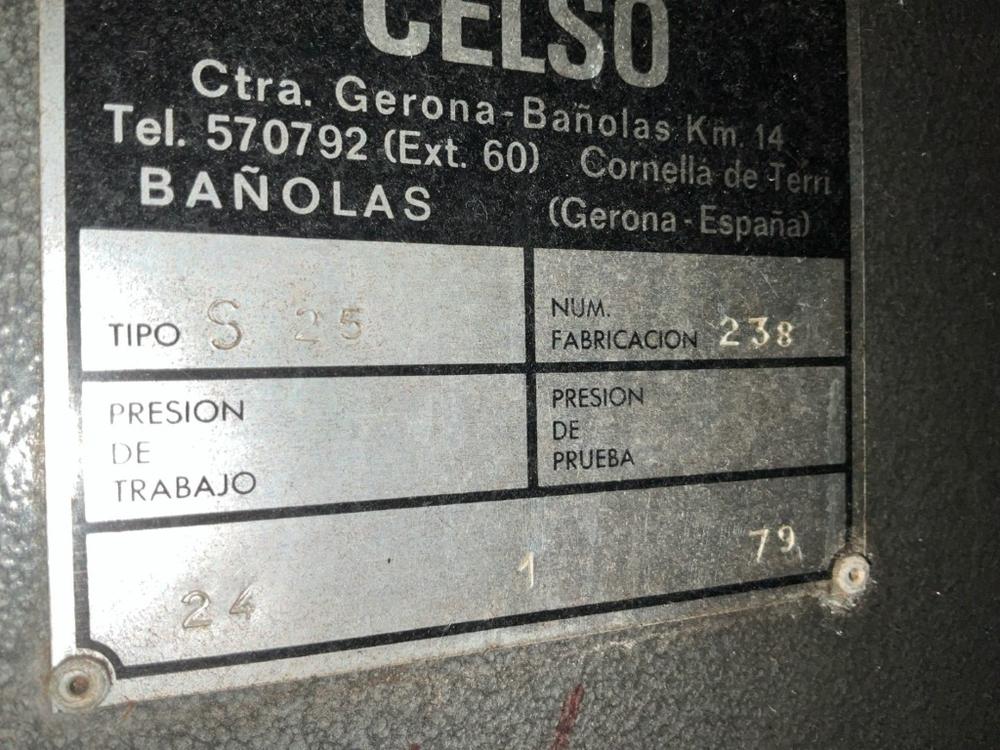 CELSO
Ctra. Gerona-Bañolas Km. 14
Tel. 570792 (Ext. 60) Cornellá de Terri
BAÑOLAS (Gerona - España)
TIPO S 25
NUM.
FABRICACION 238
PRESION
DE
TRABAJO
PRESION
DE
PRUEBA
24 1 79